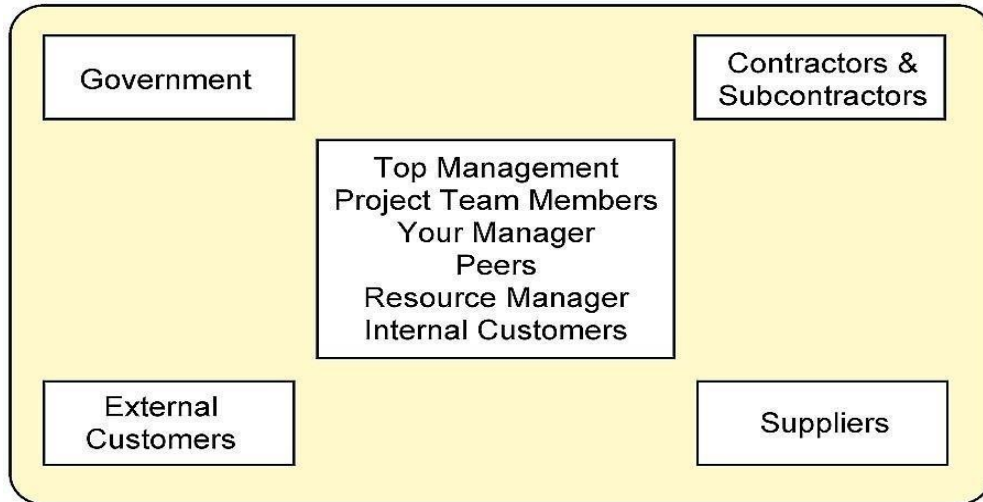 Government
Contractors &
Subcontractors
Top Management
Project Team Members
Your Manager
Peers
Resource Manager
Internal Customers
External
Customers
Suppliers